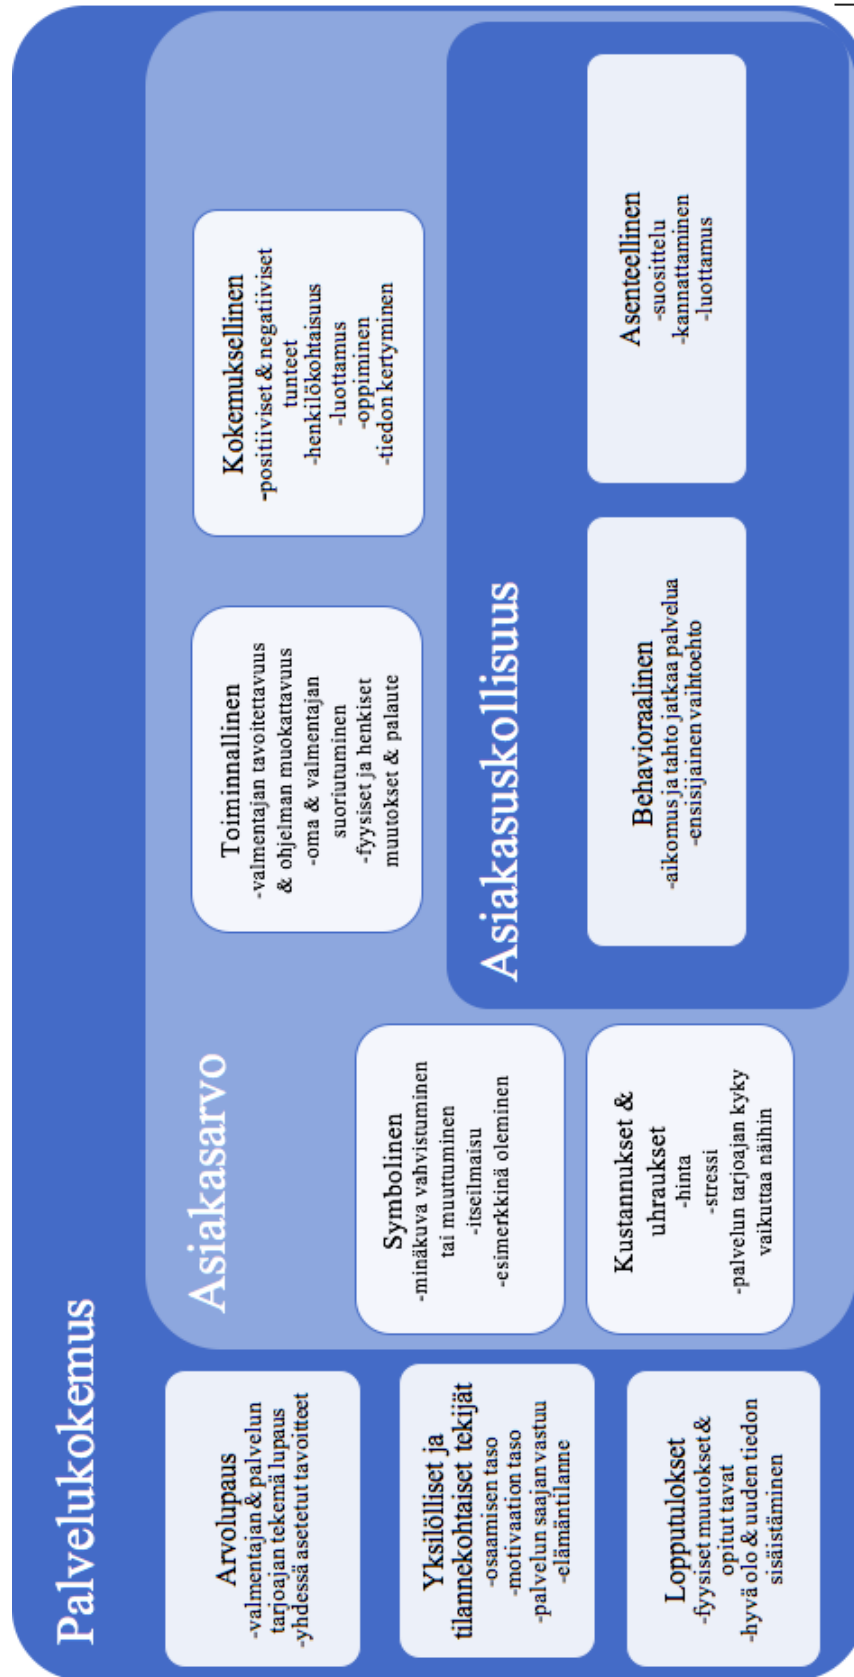 Palvelukokemus
Arvolupaus
-valmentajan & palvelun
tarjoajan tekemä lupaus
-yhdessä asetetut tavoitteet
Yksilölliset ja
tilannekohtaiset tekijät
-osaamisen taso
-motivaation taso
-palvelun saajan vastuu
-elämäntilanne
Lopputulokset
-fyysiset muutokset &
opitut tavat
-hyvä olo & uuden tiedon
sisäistäminen
Asiakasarvo
Symbolinen
-minäkuva vahvistuminen
tai muuttuminen
-itseilmaisu
-esimerkkinä oleminen
Kustannukset &
uhraukset
-hinta
-stressi
-palvelun tarjoajan kyky
vaikuttaa näihin
Toiminnallinen
-valmentajan tavoitettavuus
& ohjelman muokattavuus
-oma & valmentajan
suoriutuminen
-fyysiset ja henkiset
muutokset & palaute
Kokemuksellinen
-positiiviset & negatiiviset
tunteet
-henkilökohtaisuus
-luottamus
-oppiminen
-tiedon kertyminen
Asiakasuskollisuus
Behavioraalinen
-aikomus ja tahto jatkaa palvelua
-ensisijainen vaihtoehto
Asenteellinen
-suosittelu
-kannattaminen
-luottamus